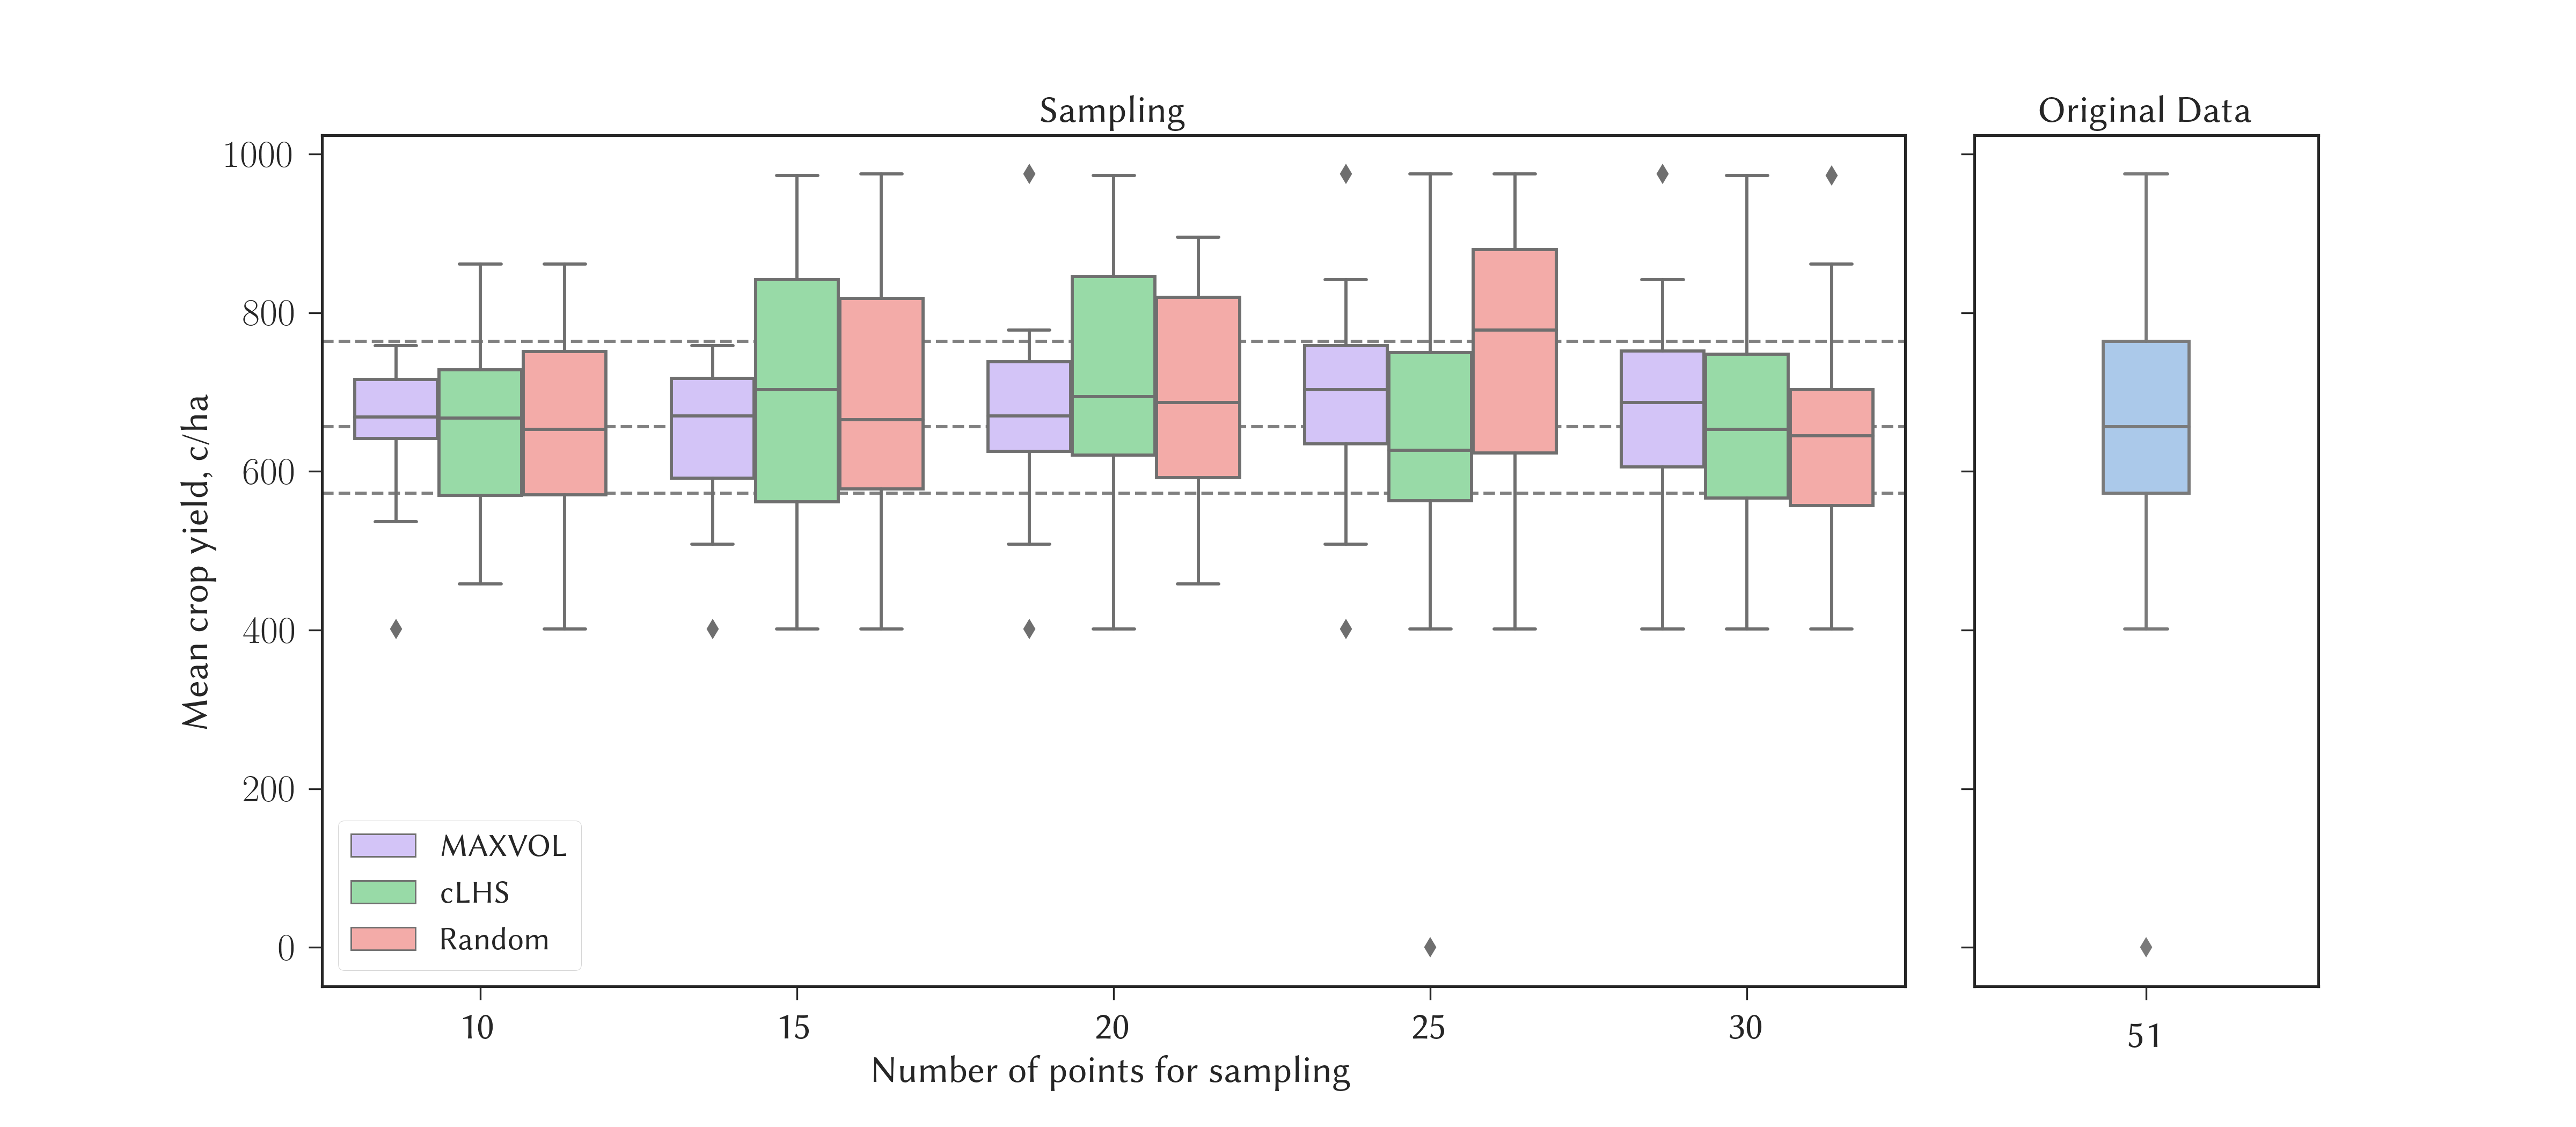 Sampling
Original Data
Mean crop yield, c/ha
1000
800
600
400
200
0
MAXVOL
cLHS
Random
10 15 20 25 30
51
Number of points for sampling